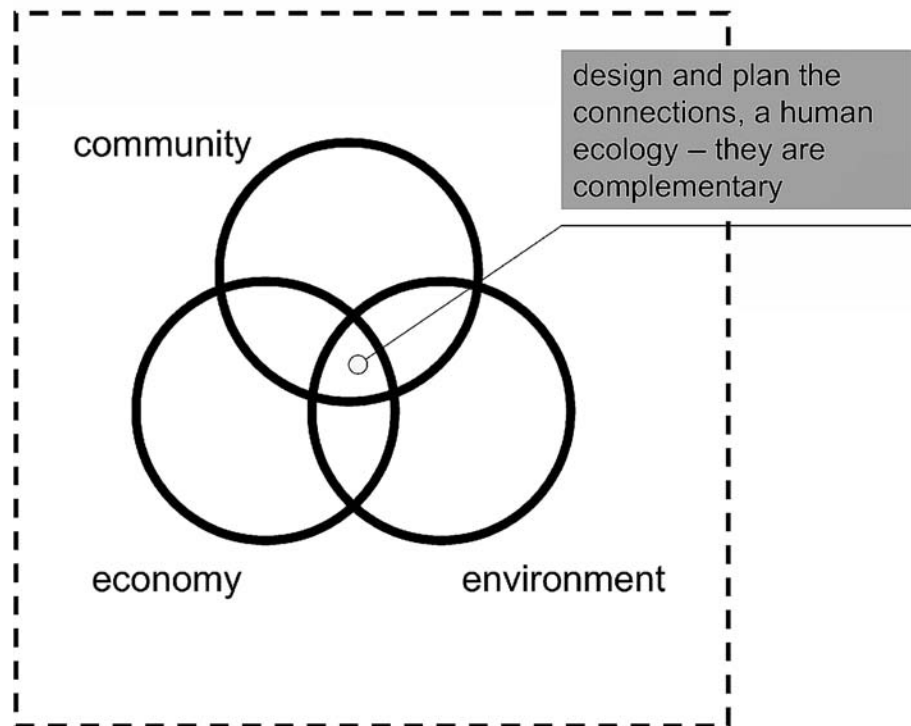 design and plan the
connections, a human
ecology – they are
complementary
community
economy
environment